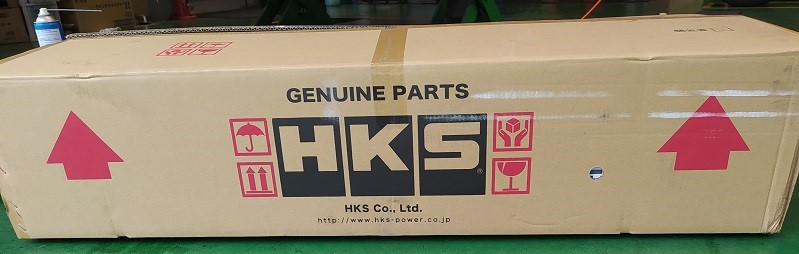 GENUINE PARTS
HKS
HKS Co., Ltd.
http://www.hks-power.co.jp